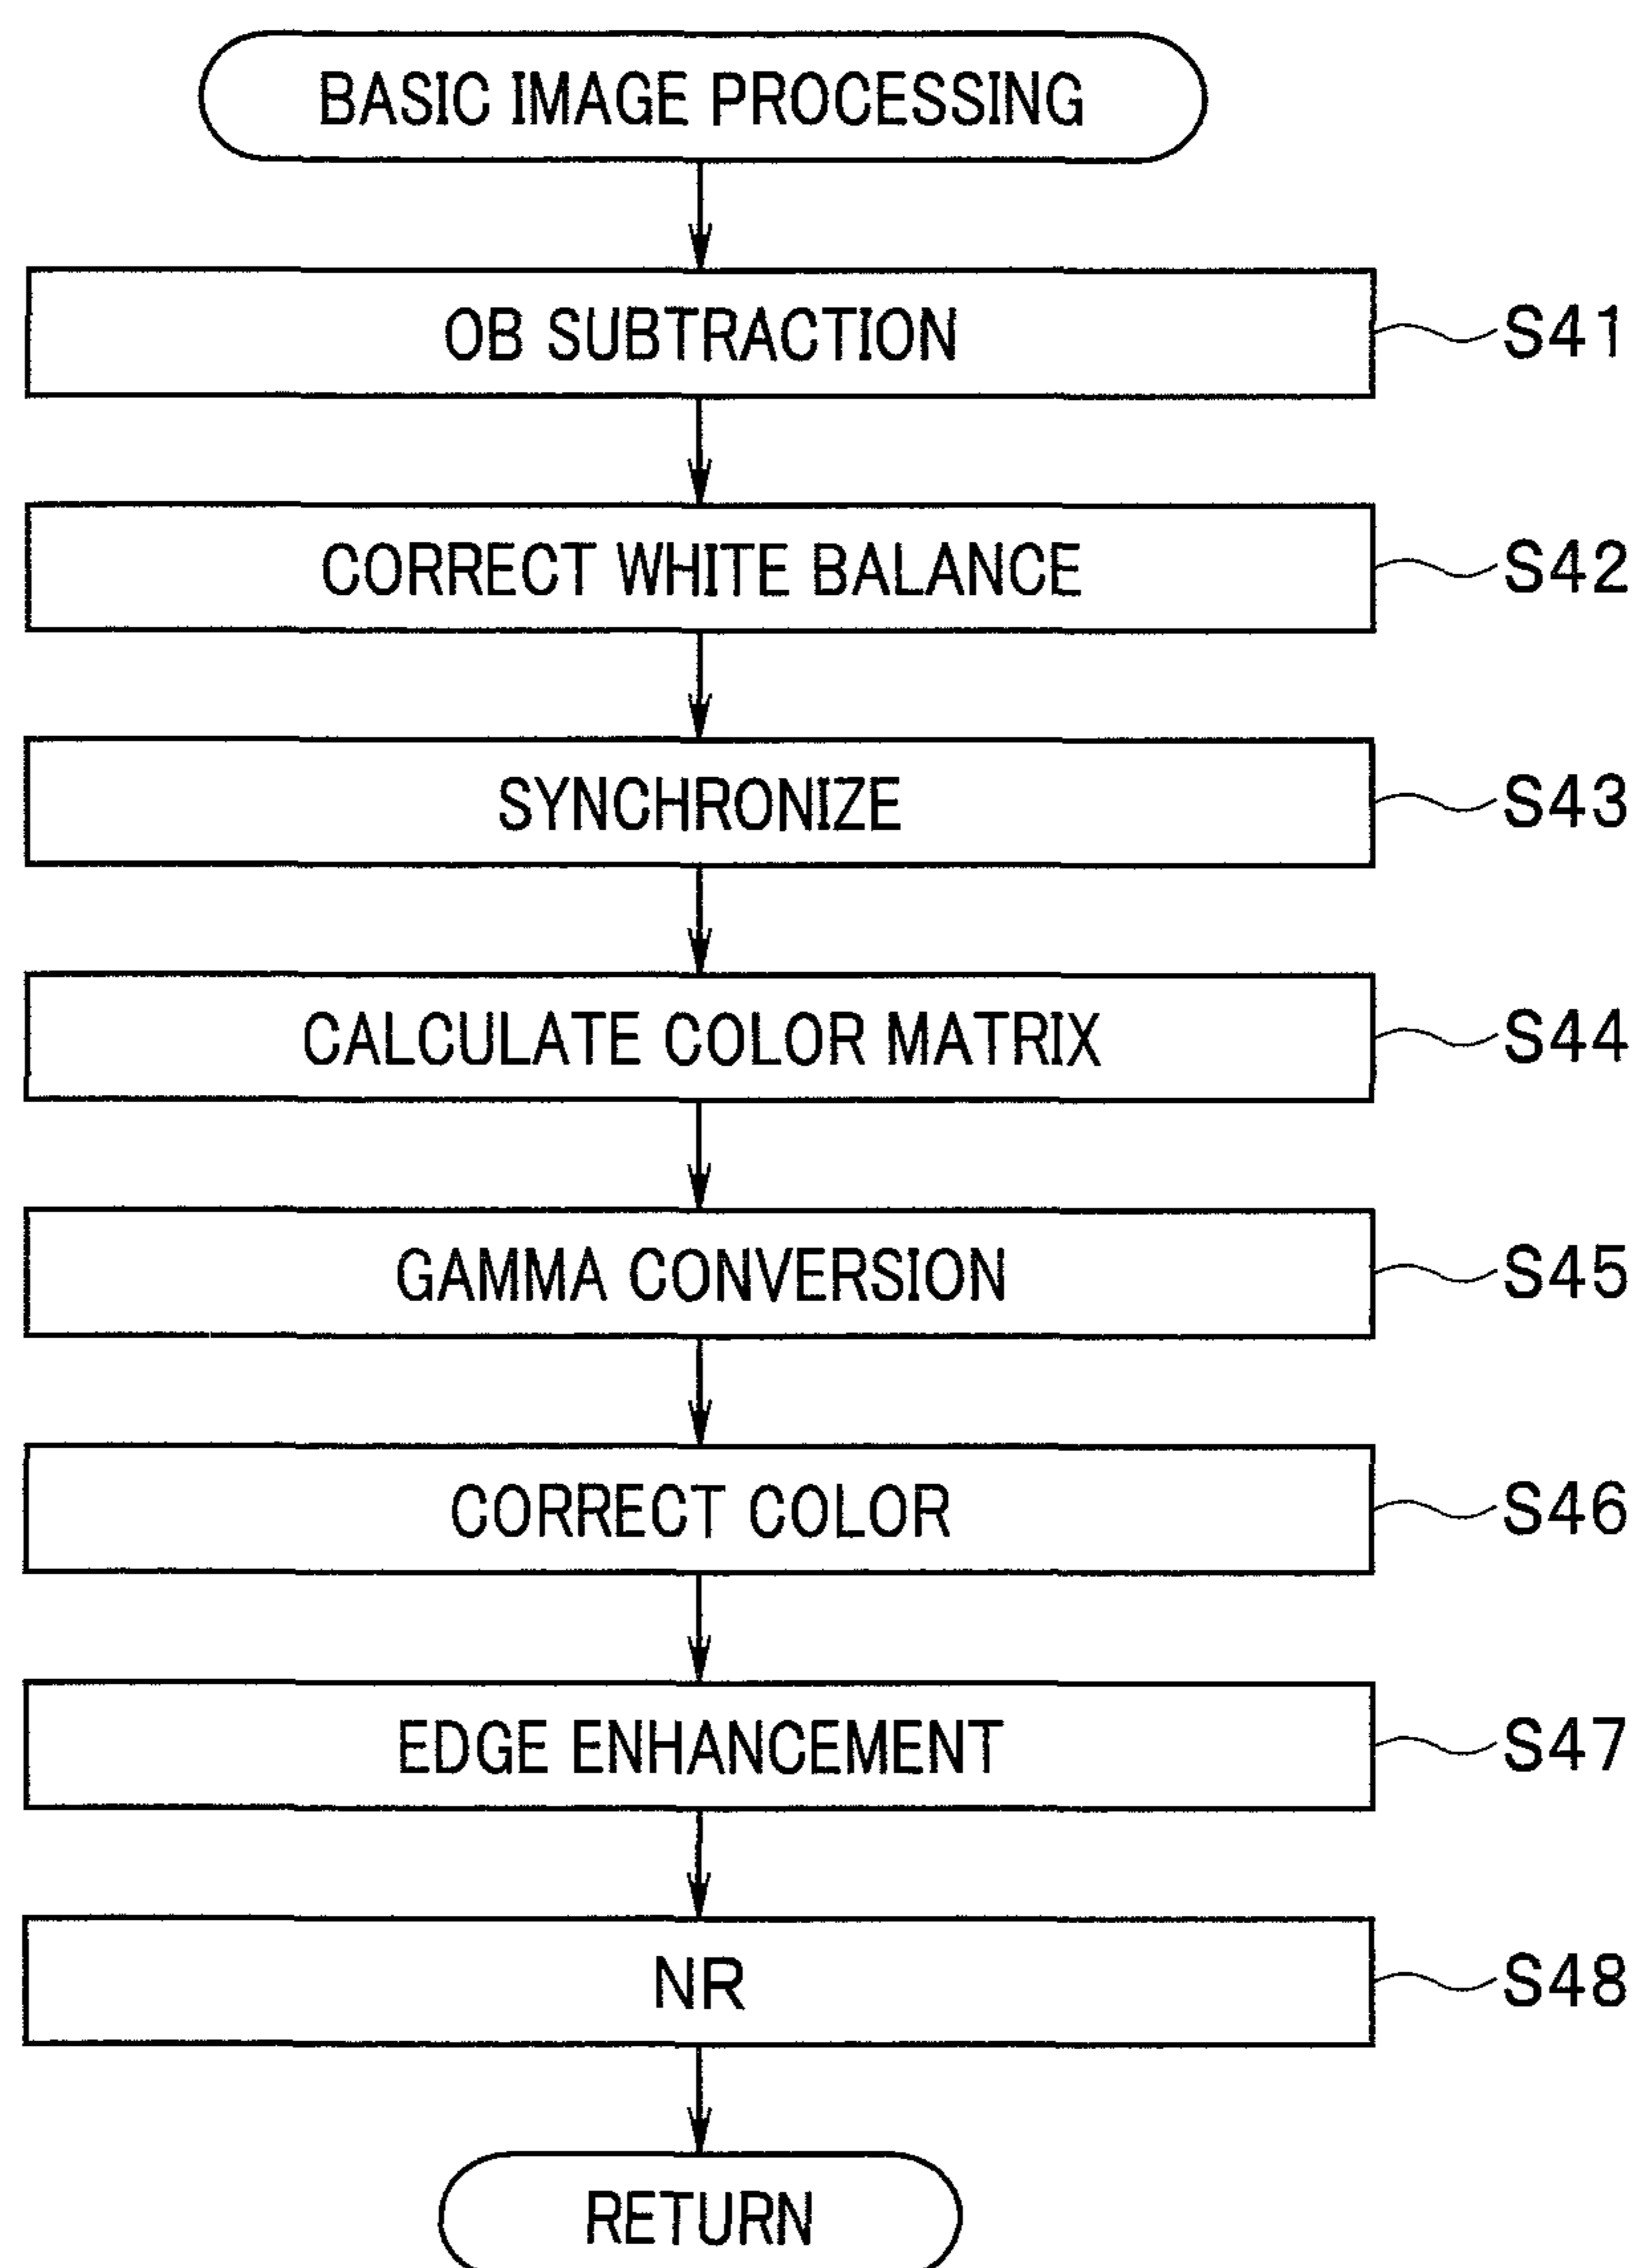 BASIC IMAGE PROCESSING
OB SUBTRACTION S41
CORRECT WHITE BALANCE S42
SYNCHRONIZE S43
CALCULATE COLOR MATRIX S44
GAMMA CONVERSION S45
CORRECT COLOR S46
EDGE ENHANCEMENT S47
NR S48
RETURN